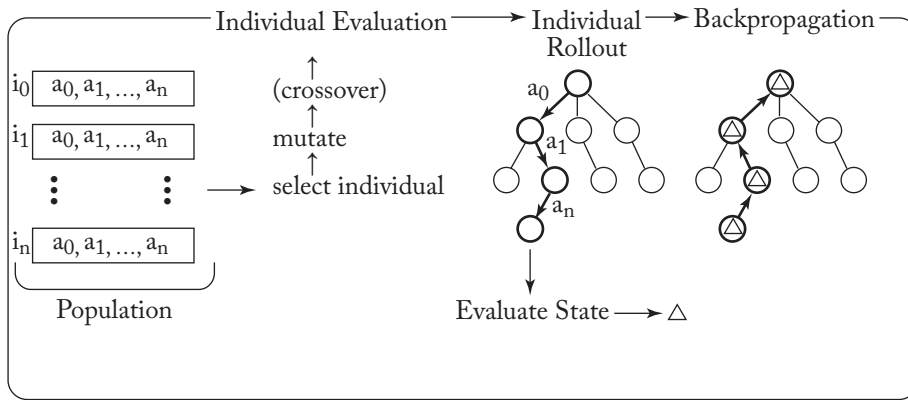 Individual Evaluation
Individual
Rollout
Backpropagation
i0 a0, a1, ..., an
i1 a0, a1, ..., an
in a0, a1, ..., an
Population
(crossover)
mutate
select individual
a0
a1
an
Evaluate State